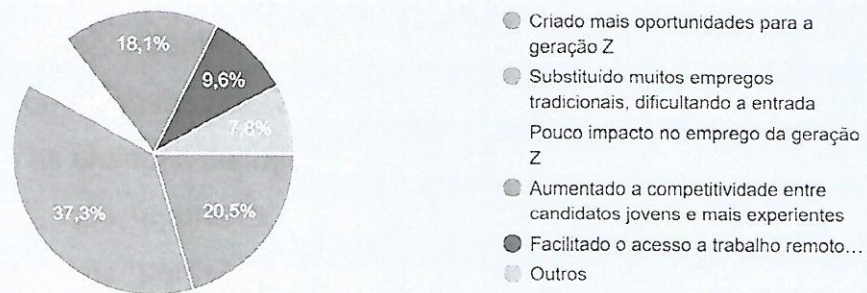 18,1%
9,6%
7,8%
37,3%
20,5%
Criado mais oportunidades para a
geração Z
Substituído muitos empregos
tradicionais, dificultando a entrada
Pouco impacto no emprego da geração
Z
Aumentado a competitividade entre
candidatos jovens e mais experientes
Facilitado o acesso a trabalho remoto...
Outros